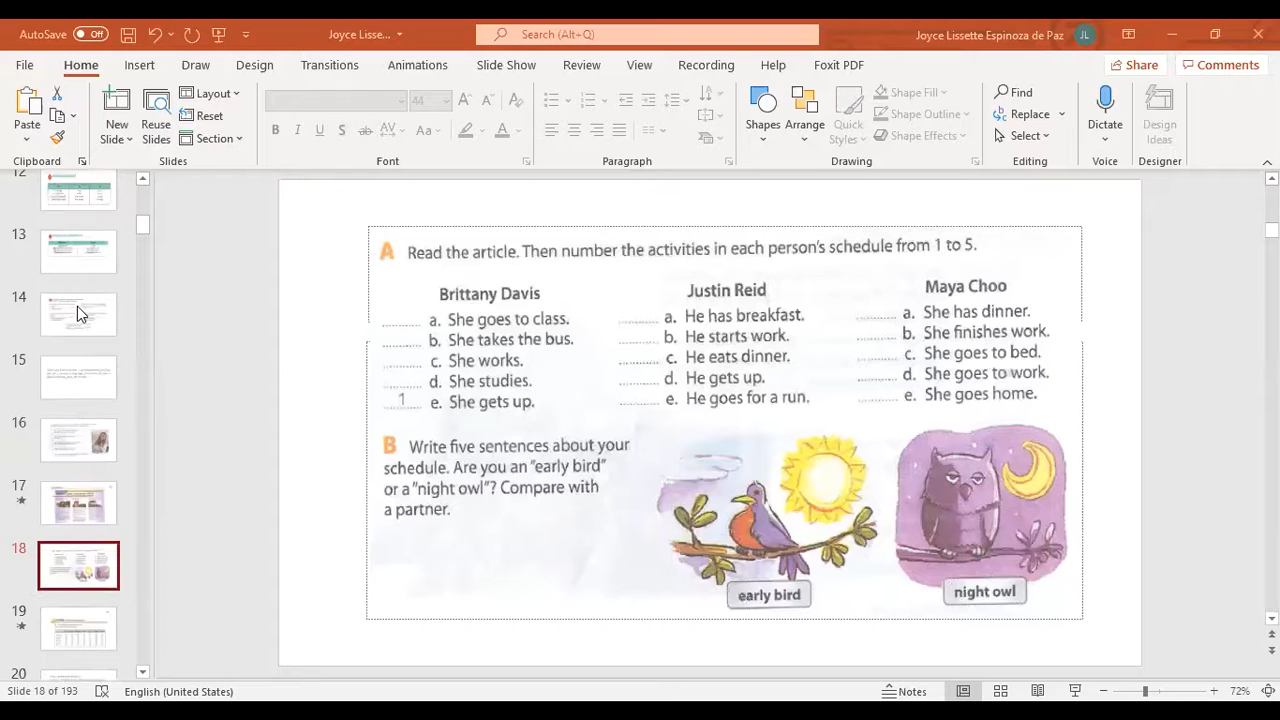 AutoSave Off Joyce Lisse... Search (Alt+Q) Joyce Lissette Espinoza de Paz JL
File Home Insert Draw Design Transitions Animations Slide Show Review View Recording Help Foxit PDF Share Comments
Paste New Slide Reuse Slides Layout Reset Section 44 Shapes Arrange Quick Styles Shape Fill Shape Outline Shape Effects Find Replace Select Dictate Design Ideas
B I U S ab AV Aa A
Clipboard Slides Font Paragraph Drawing Editing Voice Designer
12
13
14
15
16
17
18
19
20
A Read the article. Then number the activities in each person's schedule from 1 to 5.
Brittany Davis
a. She goes to class.
b. She takes the bus.
c. She works.
d. She studies.
1 e. She gets up.
Justin Reid
a. He has breakfast.
b. He starts work.
c. He eats dinner.
d. He gets up.
e. He goes for a run.
Maya Choo
a. She has dinner.
b. She finishes work.
c. She goes to bed.
d. She goes to work.
e. She goes home.
B Write five sentences about your
schedule. Are you an "early bird"
or a "night owl"? Compare with
a partner.
early bird
night owl
Slide 18 of 193 English (United States) Notes 72%